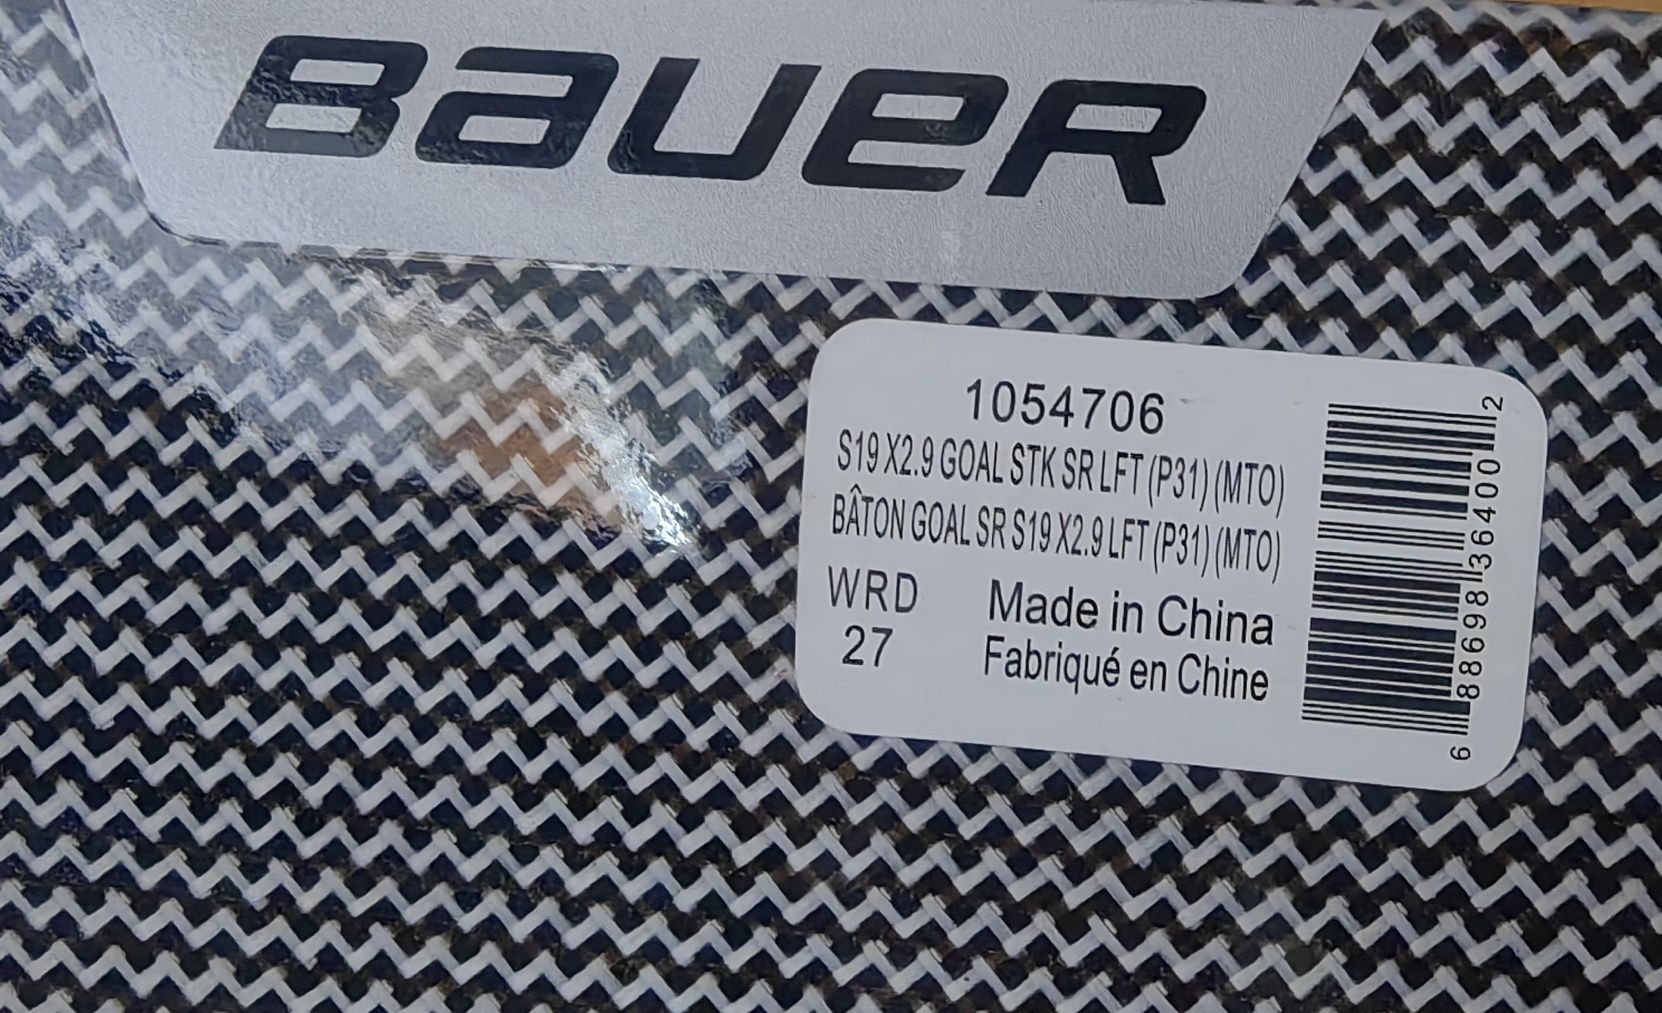 BAUER
1054706
S19 X2.9 GOAL STK SR LFT (P31) (MTO)
BÂTON GOAL SR S19 X2.9 LFT (P31) (MTO)
WRD
27
Made in China
Fabriqué en Chine
6 88698 36400 2